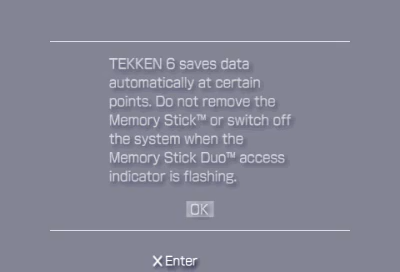 TEKKEN 6 saves data
automatically at certain
points. Do not remove the
Memory Stick™ or switch off
the system when the
Memory Stick Duo™ access
indicator is flashing.
OK
X Enter